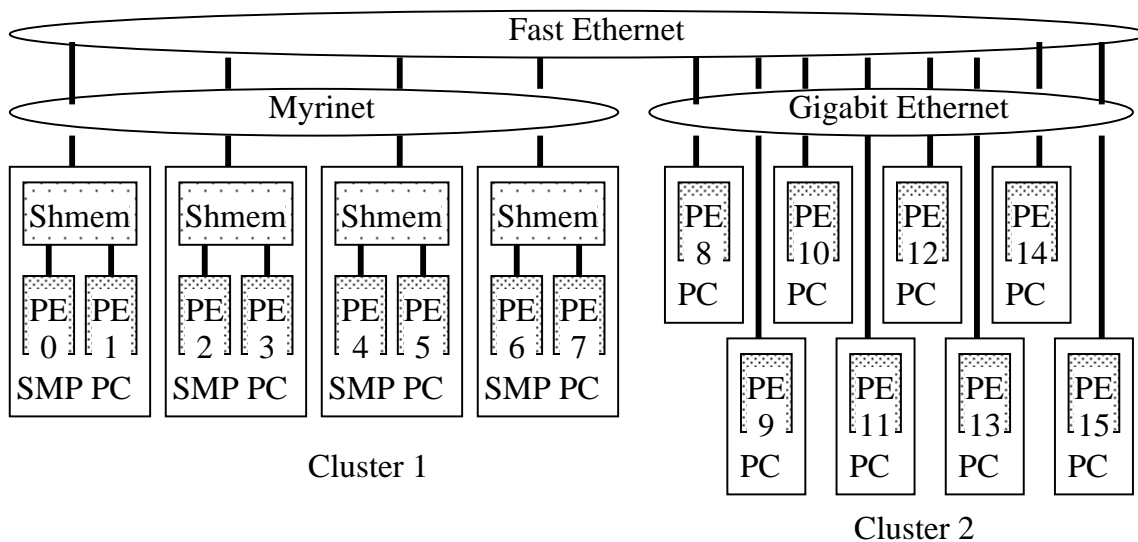 Fast Ethernet
Myrinet
Gigabit Ethernet
Shmem
Shmem
Shmem
Shmem
PE
0
PE
1
SMP PC
PE
2
PE
3
SMP PC
PE
4
PE
5
SMP PC
PE
6
PE
7
SMP PC
PE
8
PC
PE
10
PC
PE
12
PC
PE
14
PC
PE
9
PC
PE
11
PC
PE
13
PC
PE
15
PC
Cluster 1
Cluster 2